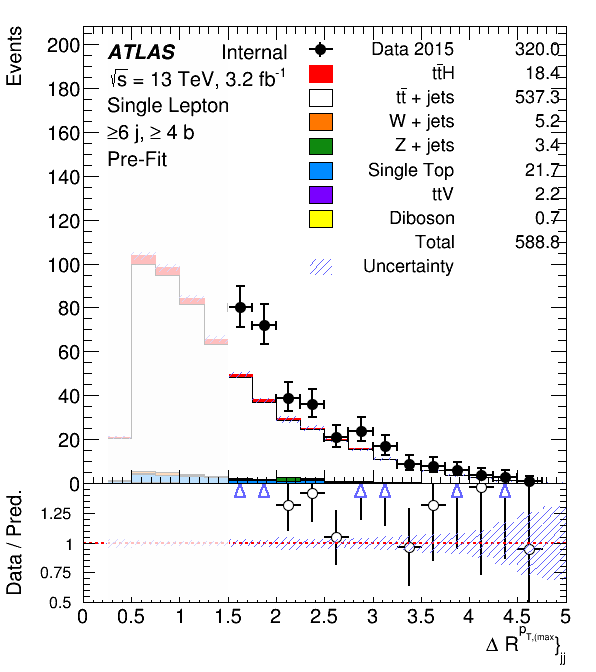 Events
ATLAS Internal
√s = 13 TeV, 3.2 fb-1
Single Lepton
≥6 j, ≥ 4 b
Pre-Fit
Data 2015 320.0
tt̄H 18.4
tt̄ + jets 537.3
W + jets 5.2
Z + jets 3.4
Single Top 21.7
ttV 2.2
Diboson 0.7
Total 588.8
Uncertainty
200
180
160
140
120
100
80
60
40
20
0
Data / Pred.
1.25
1
0.75
0.5
0 0.5 1 1.5 2 2.5 3 3.5 4 4.5 5
Δ R^{p_{T,(max}}}_{jj}